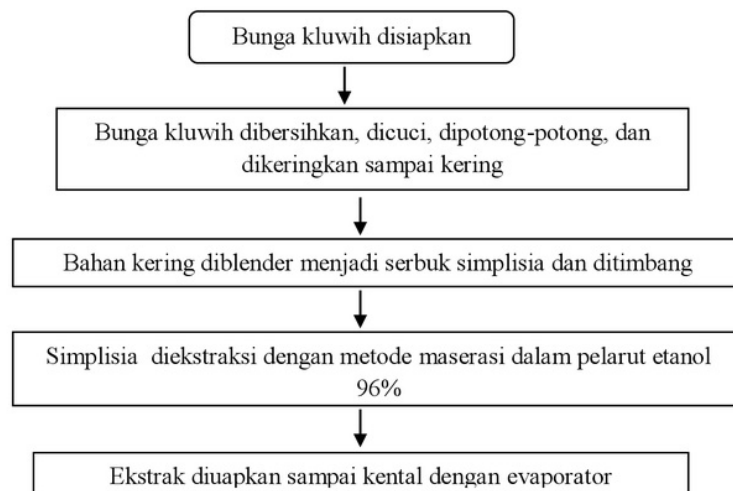 Bunga kluwih disiapkan
Bunga kluwih dibersihkan, dicuci, dipotong-potong, dan
dikeringkan sampai kering
Bahan kering diblender menjadi serbuk simplisia dan ditimbang
Simplisia diekstraksi dengan metode maserasi dalam pelarut etanol
96%
Ekstrak diuapkan sampai kental dengan evaporator